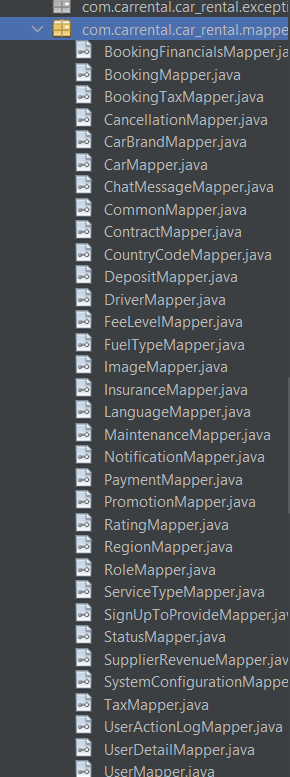 com.carrental.car_rental.excepti
com.carrental.car_rental.mappe
BookingFinancialsMapper.ja
BookingMapper.java
BookingTaxMapper.java
CancellationMapper.java
CarBrandMapper.java
CarMapper.java
ChatMessageMapper.java
CommonMapper.java
ContractMapper.java
CountryCodeMapper.java
DepositMapper.java
DriverMapper.java
FeeLevelMapper.java
FuelTypeMapper.java
ImageMapper.java
InsuranceMapper.java
LanguageMapper.java
MaintenanceMapper.java
NotificationMapper.java
PaymentMapper.java
PromotionMapper.java
RatingMapper.java
RegionMapper.java
RoleMapper.java
ServiceTypeMapper.java
SignUpToProvideMapper.jav
StatusMapper.java
SupplierRevenueMapper.jav
SystemConfigurationMappe
TaxMapper.java
UserActionLogMapper.java
UserDetailMapper.java
UserMapper.java